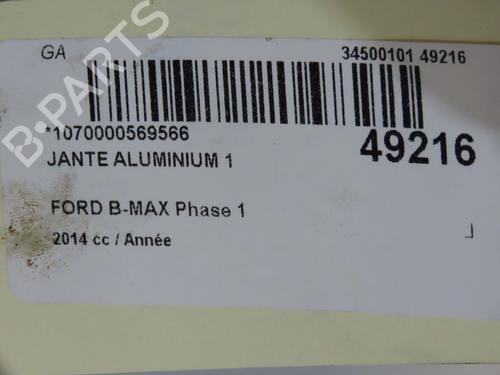 GA 34500101 49216
*1070000569566
49216
JANTE ALUMINIUM 1
FORD B-MAX Phase 1
2014 cc / Année
B-PARTS